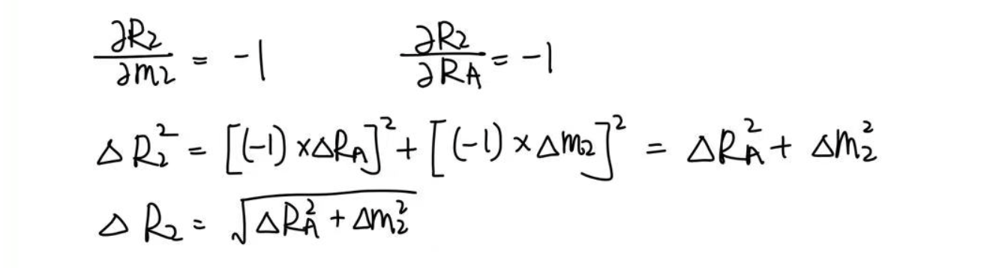 ∂R₂/∂m₂ = -1    ∂R₂/∂R_A = -1
ΔR₂² = [(-1)×ΔR_A]² + [(-1)×Δm₂]² = ΔR_A² + Δm₂²
ΔR₂ = √(ΔR_A² + Δm₂²)